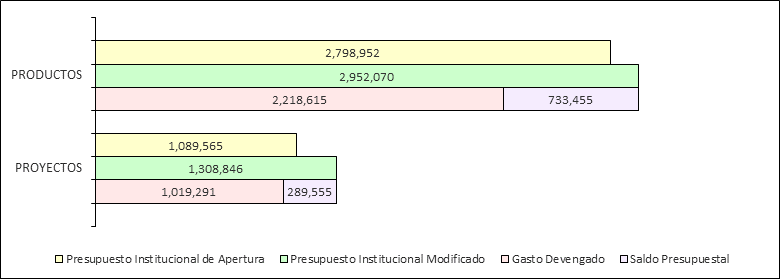 2,798,952
PRODUCTOS
2,952,070
2,218,615 733,455
1,089,565
PROYECTOS
1,308,846
1,019,291 289,555
Presupuesto Institucional de Apertura Presupuesto Institucional Modificado Gasto Devengado Saldo Presupuestal